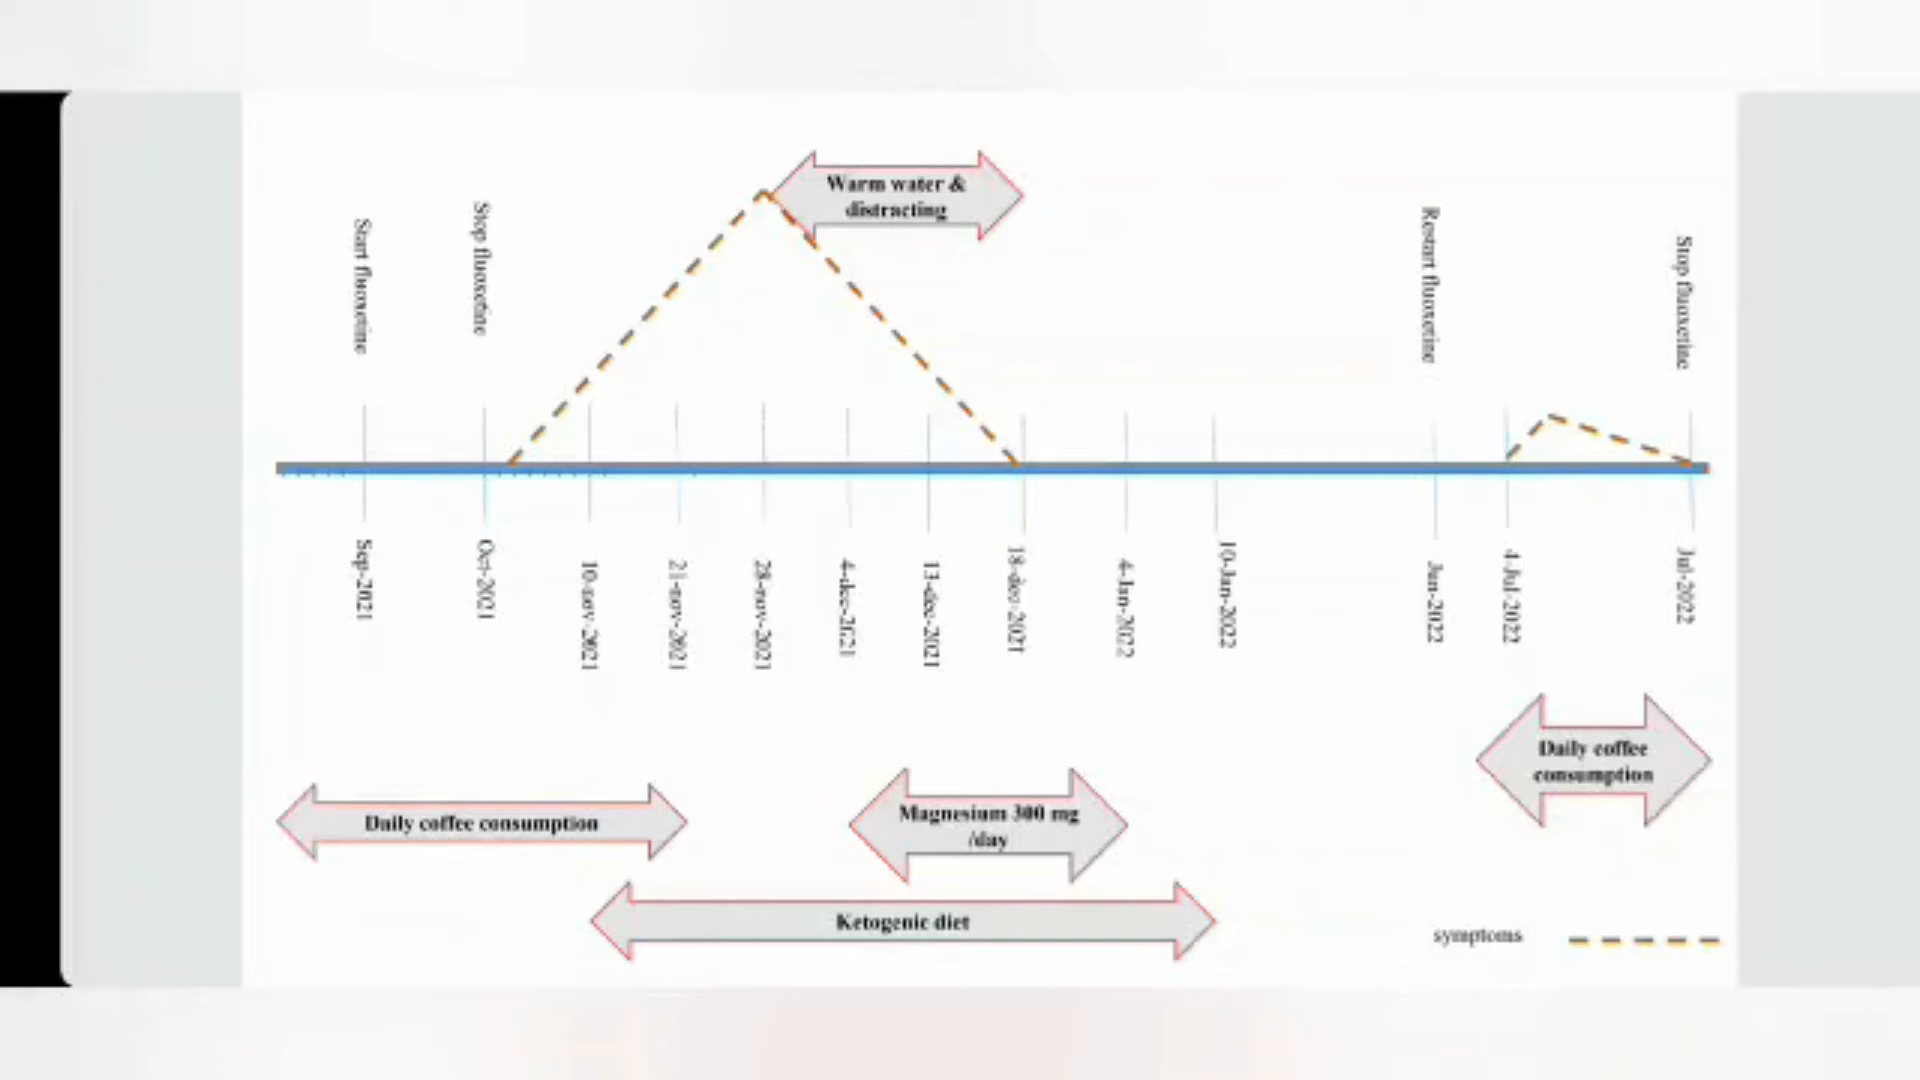 Warm water &
distracting
Start fluoxetine
Stop fluoxetine
Restart fluoxetine
Stop fluoxetine
Sep-2021
Oct-2021
10-nov-2021
21-nov-2021
28-nov-2021
4-dec-2021
13-dec-2021
18-dec-2021
4-Jan-2022
10-Jan-2022
Jun-2022
4-Jul-2022
Jul-2022
Daily coffee
consumption
Daily coffee consumption
Magnesium 300 mg
/day
Ketogenic diet
symptoms